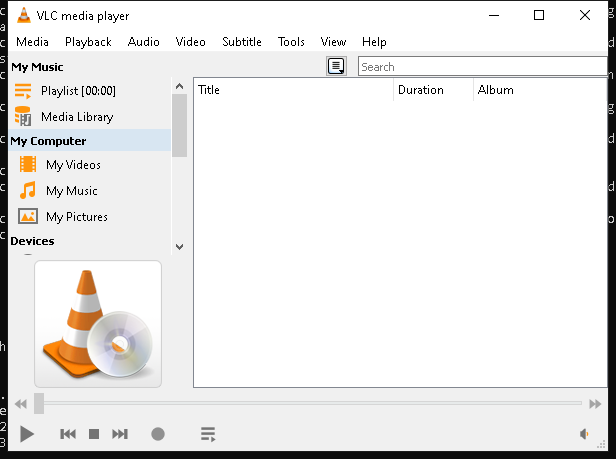 VLC media player
Media Playback Audio Video Subtitle Tools View Help
My Music
Search
Playlist [00:00]
Title Duration Album
Media Library
My Computer
My Videos
My Music
My Pictures
Devices